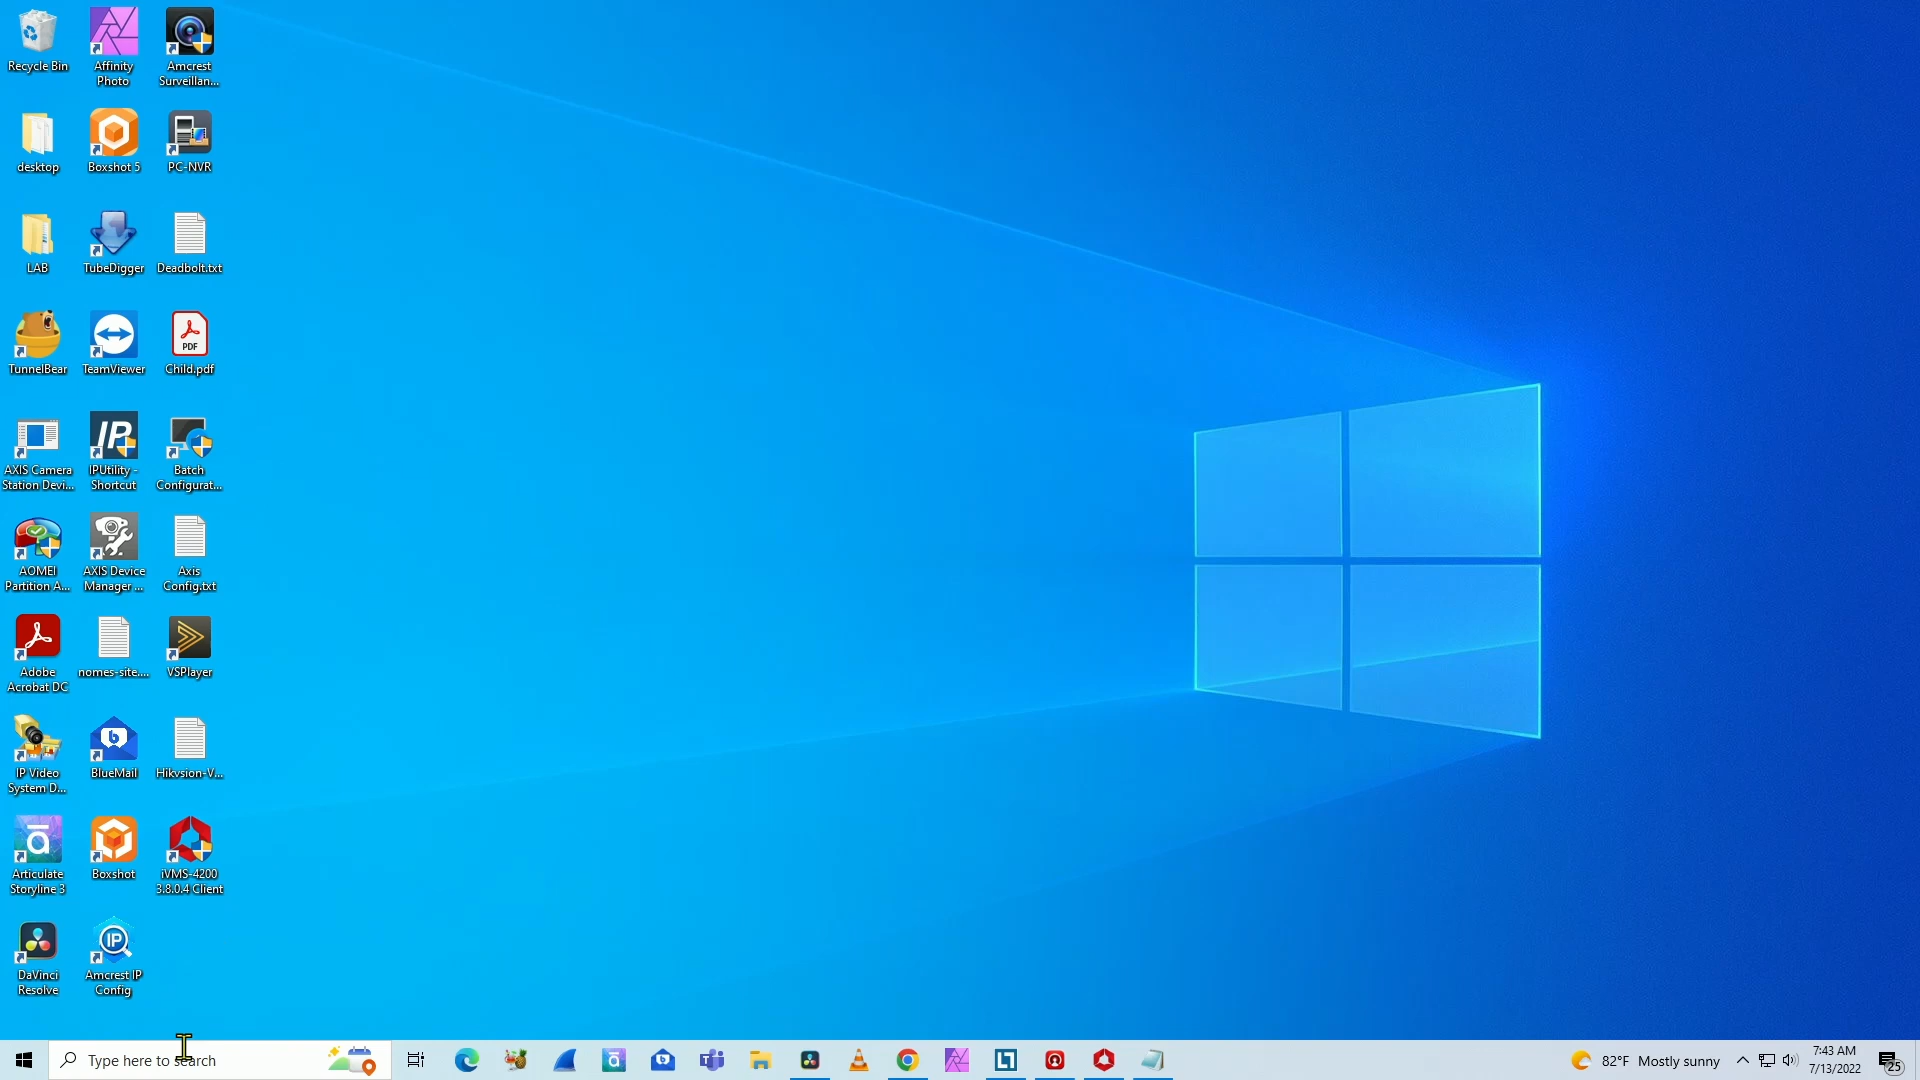 Recycle Bin
Affinity
Photo
Amcrest
Surveillan...
desktop
Boxshot 5
PC-NVR
LAB
TubeDigger
Deadbolt.txt
TunnelBear
TeamViewer
PDF
Child.pdf
AXIS Camera
Station Devi...
IP
IPUtility -
Shortcut
Batch
Configurat...
AOMEI
Partition A...
AXIS Device
Manager ...
Axis
Config.txt
Adobe
Acrobat DC
nomes-site....
VSPlayer
IP Video
System D...
BlueMail
Hikvsion-V...
Articulate
Storyline 3
Boxshot
iVMS-4200
3.8.0.4 Client
DaVinci
Resolve
IP
Amcrest IP
Config
Type here to search
82°F Mostly sunny
7:43 AM
7/13/2022
25